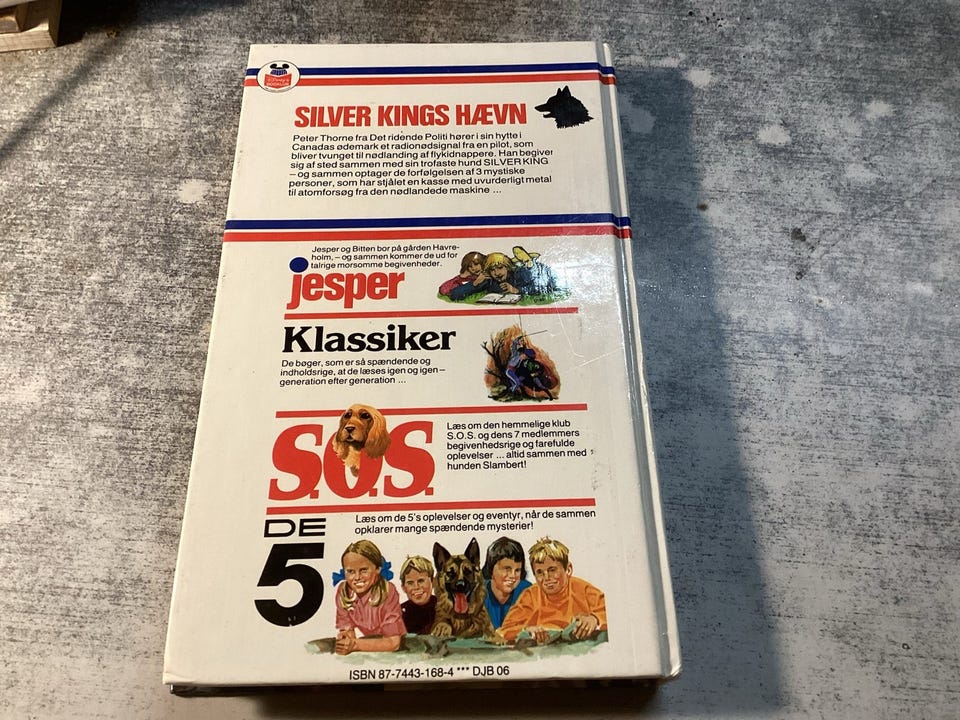 SILVER KINGS HÆVN
Peter Thorne fra Det ridende Politi hører i sin hytte i
Canadas ødemark et radionødsignal fra en pilot, som
bliver tvunget til nødlanding af flykidnappere. Han begiver
sig af sted sammen med sin trofaste hund SILVER KING
– og sammen optager de forfølgelsen af 3 mystiske
personer, som har stjålet en kasse med uvurderligt metal
til atomforsøg fra den nødlandede maskine ...
Jesper og Bitten bor på gården Havre-
holm, – og sammen kommer de ud for
talrige morsomme begivenheder.
jesper
Klassiker
De bøger, som er så spændende og
indholdsrige, at de læses igen og igen –
generation efter generation ...
S.O.S.
Læs om den hemmelige klub
S.O.S. og dens 7 medlemmers
begivenhedsrige og farefulde
oplevelser ... altid sammen med
hunden Slambert!
DE
5
Læs om de 5's oplevelser og eventyr, når de sammen
opklarer mange spændende mysterier!
ISBN 87-7443-168-4 *** DJB 06